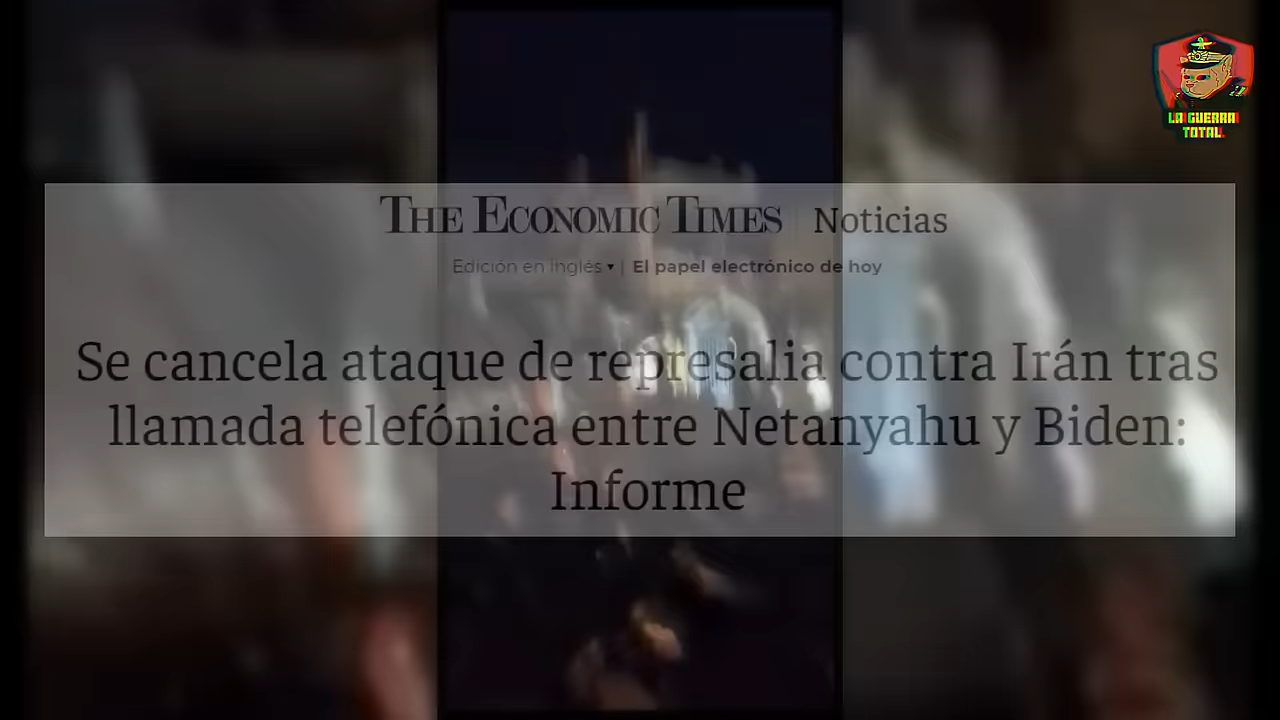 LA GUERRA
TOTAL
THE ECONOMIC TIMES Noticias
Edición en inglés ▾ | El papel electrónico de hoy
Se cancela ataque de represalia contra Irán tras
llamada telefónica entre Netanyahu y Biden:
Informe